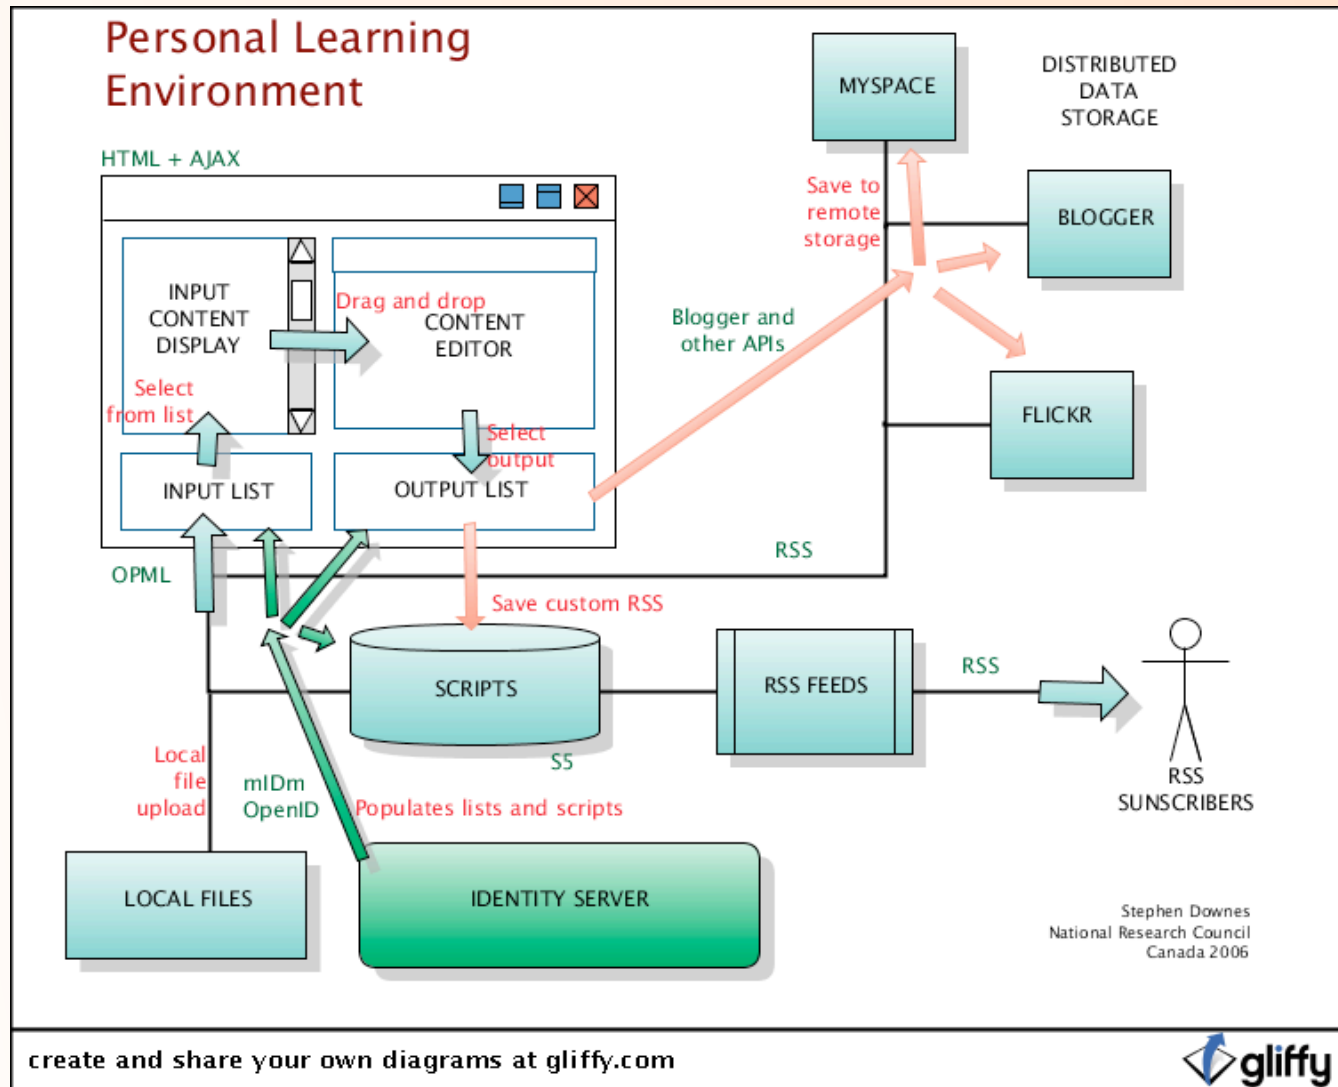 Personal Learning
Environment
HTML + AJAX
INPUT
CONTENT
DISPLAY
Drag and drop
CONTENT
EDITOR
Select
from list
Select
output
INPUT LIST
OUTPUT LIST
MYSPACE
DISTRIBUTED
DATA
STORAGE
Save to
remote
storage
BLOGGER
Blogger and
other APIs
FLICKR
OPML
RSS
Save custom RSS
SCRIPTS
RSS FEEDS
RSS
S5
RSS
SUNSCRIBERS
Local
file
upload
mIDm
OpenID
Populates lists and scripts
LOCAL FILES
IDENTITY SERVER
Stephen Downes
National Research Council
Canada 2006
create and share your own diagrams at gliffy.com
gliffy